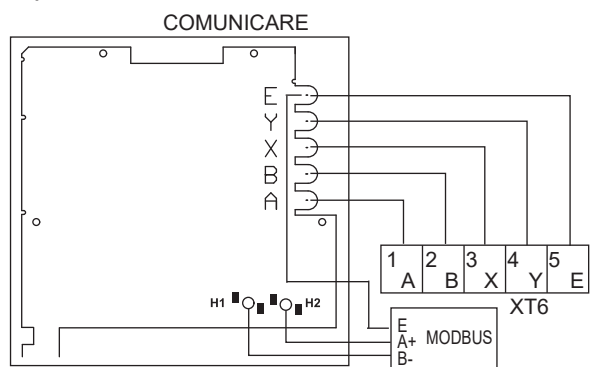 COMUNICARE
E
Y
X
B
A
H1 H2
1 2 3 4 5
A B X Y E
XT6
E
A+ MODBUS
B-